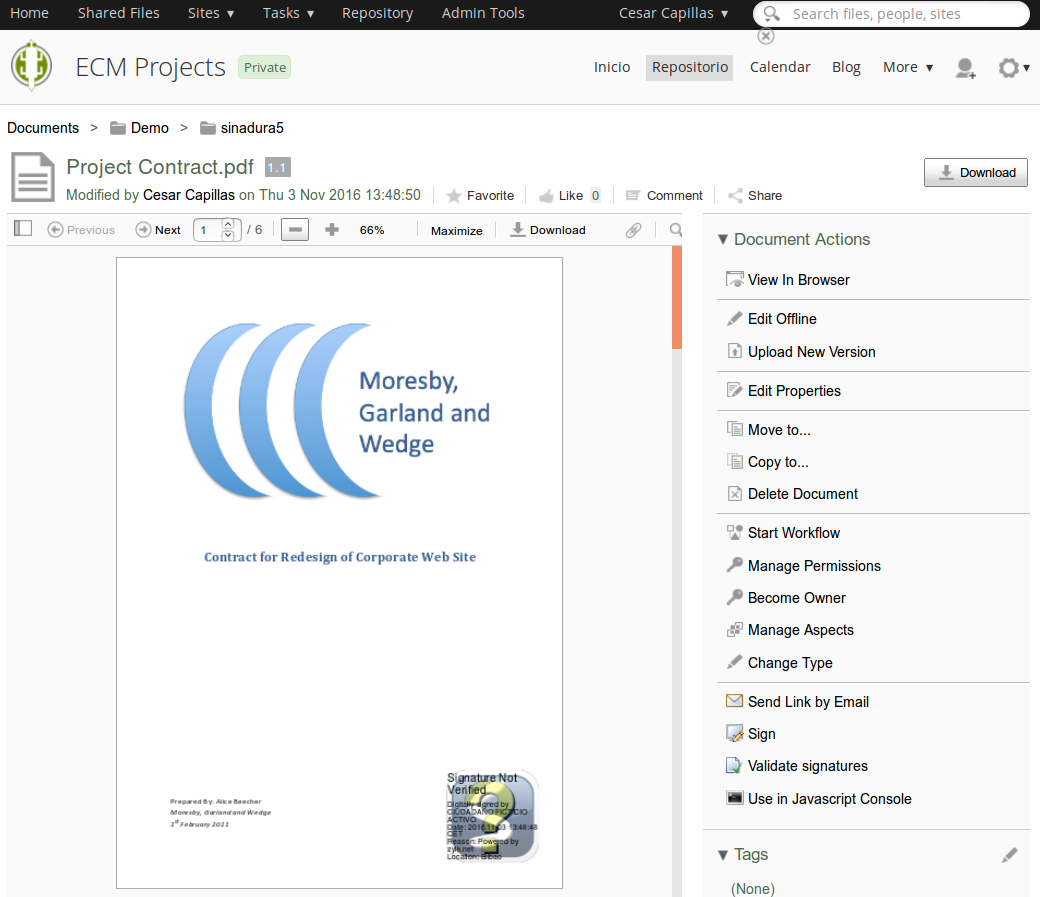 Home Shared Files Sites ▾ Tasks ▾ Repository Admin Tools Cesar Capillas ▾ Search files, people, sites
ECM Projects Private Inicio Repositorio Calendar Blog More ▾
Documents > Demo > sinadura5
Project Contract.pdf 1.1
Download
Modified by Cesar Capillas on Thu 3 Nov 2016 13:48:50 Favorite Like 0 Comment Share
Previous Next 1 / 6 66% Maximize Download
Moresby,
Garland and
Wedge
Contract for Redesign of Corporate Web Site
Prepared By: Alice Beecher
Moresby, Garland and Wedge
1st February 2011
Signature Not
Verified
Digitally signed by
CIUDADANO FICTICIO
ACTIVO
Date: 2016.11.03 13:48:48
CET
Reason: Powered by
zylk.net
Location: Bilbao
▼ Document Actions
View In Browser
Edit Offline
Upload New Version
Edit Properties
Move to...
Copy to...
Delete Document
Start Workflow
Manage Permissions
Become Owner
Manage Aspects
Change Type
Send Link by Email
Sign
Validate signatures
Use in Javascript Console
▼ Tags
(None)